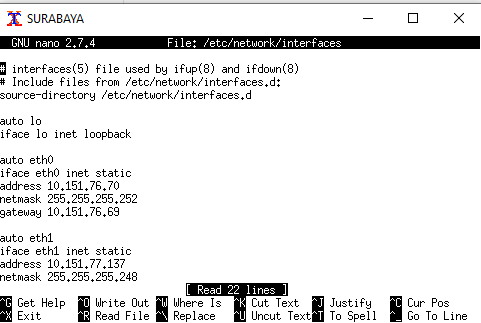 SURABAYA
GNU nano 2.7.4 File: /etc/network/interfaces
# interfaces(5) file used by ifup(8) and ifdown(8)
# Include files from /etc/network/interfaces.d:
source-directory /etc/network/interfaces.d
auto lo
iface lo inet loopback
auto eth0
iface eth0 inet static
address 10.151.76.70
netmask 255.255.255.252
gateway 10.151.76.69
auto eth1
iface eth1 inet static
address 10.151.77.137
netmask 255.255.255.248
[ Read 22 lines ]
^G Get Help ^O Write Out ^W Where Is ^K Cut Text ^J Justify ^C Cur Pos
^X Exit ^R Read File ^\ Replace ^U Uncut Text ^T To Spell ^_ Go To Line